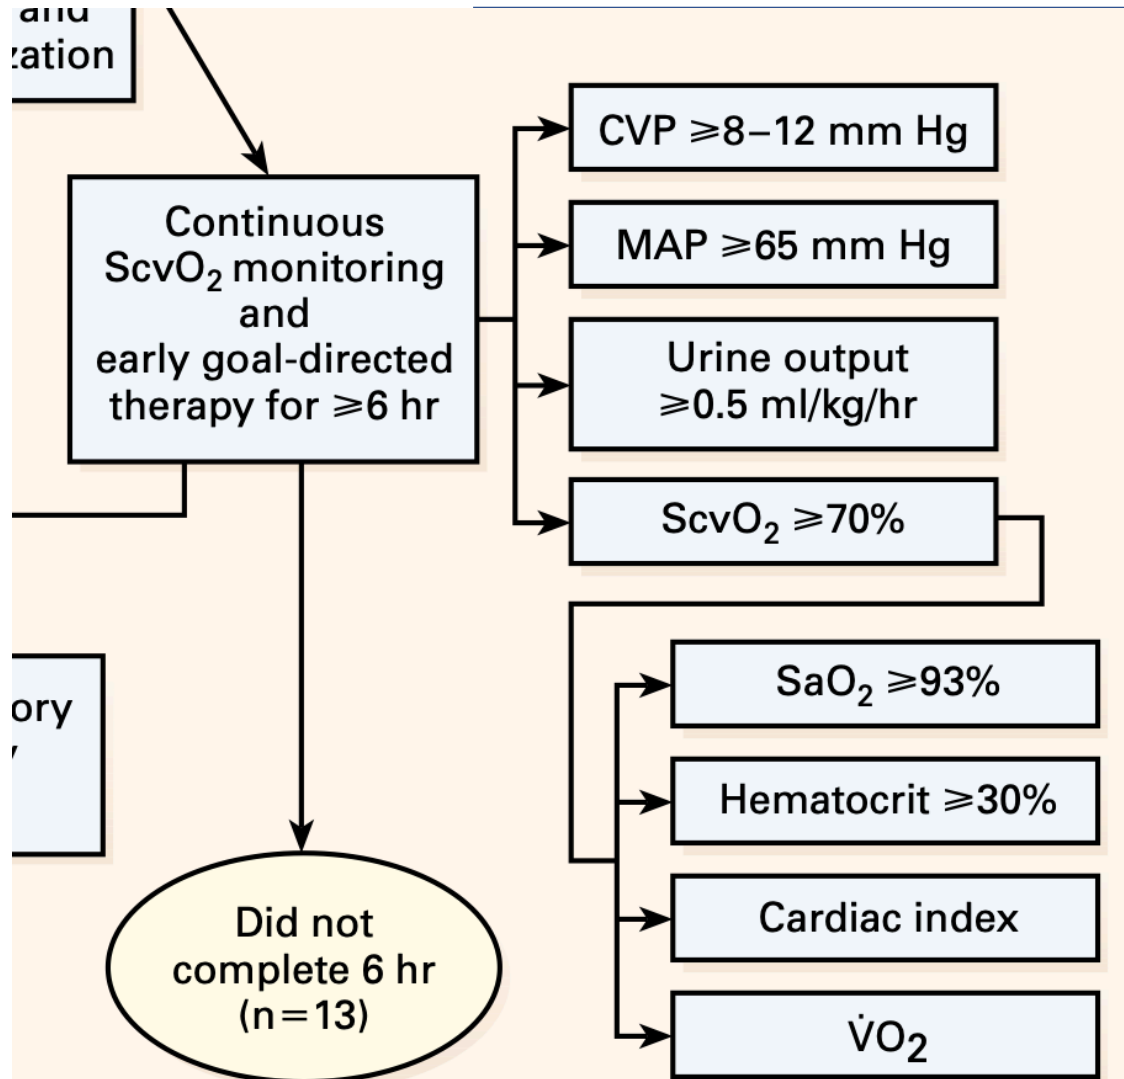 and
zation
CVP ⩾8–12 mm Hg
MAP ⩾65 mm Hg
Continuous
ScvO₂ monitoring
and
early goal-directed
therapy for ⩾6 hr
Urine output
⩾0.5 ml/kg/hr
ScvO₂ ⩾70%
SaO₂ ⩾93%
ory
Hematocrit ⩾30%
Cardiac index
V̇O₂
Did not
complete 6 hr
(n=13)